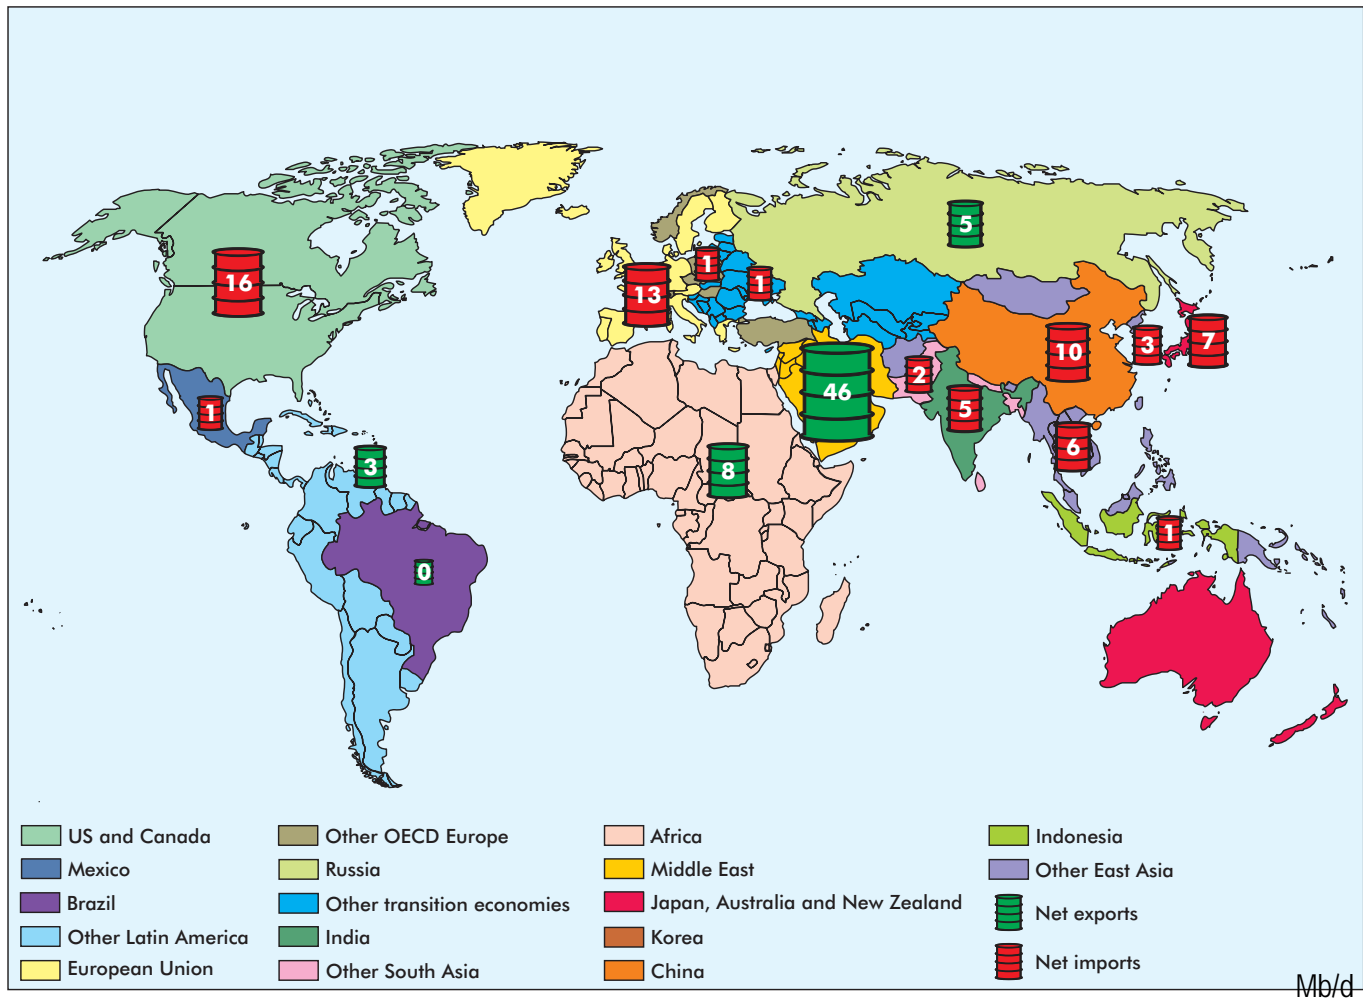 5
1
1
16
13
3
7
10
46
2
5
1
6
3
8
1
0
US and Canada
Mexico
Brazil
Other Latin America
European Union
Other OECD Europe
Russia
Other transition economies
India
Other South Asia
Africa
Middle East
Japan, Australia and New Zealand
Korea
China
Indonesia
Other East Asia
Net exports
Net imports
Mb/d